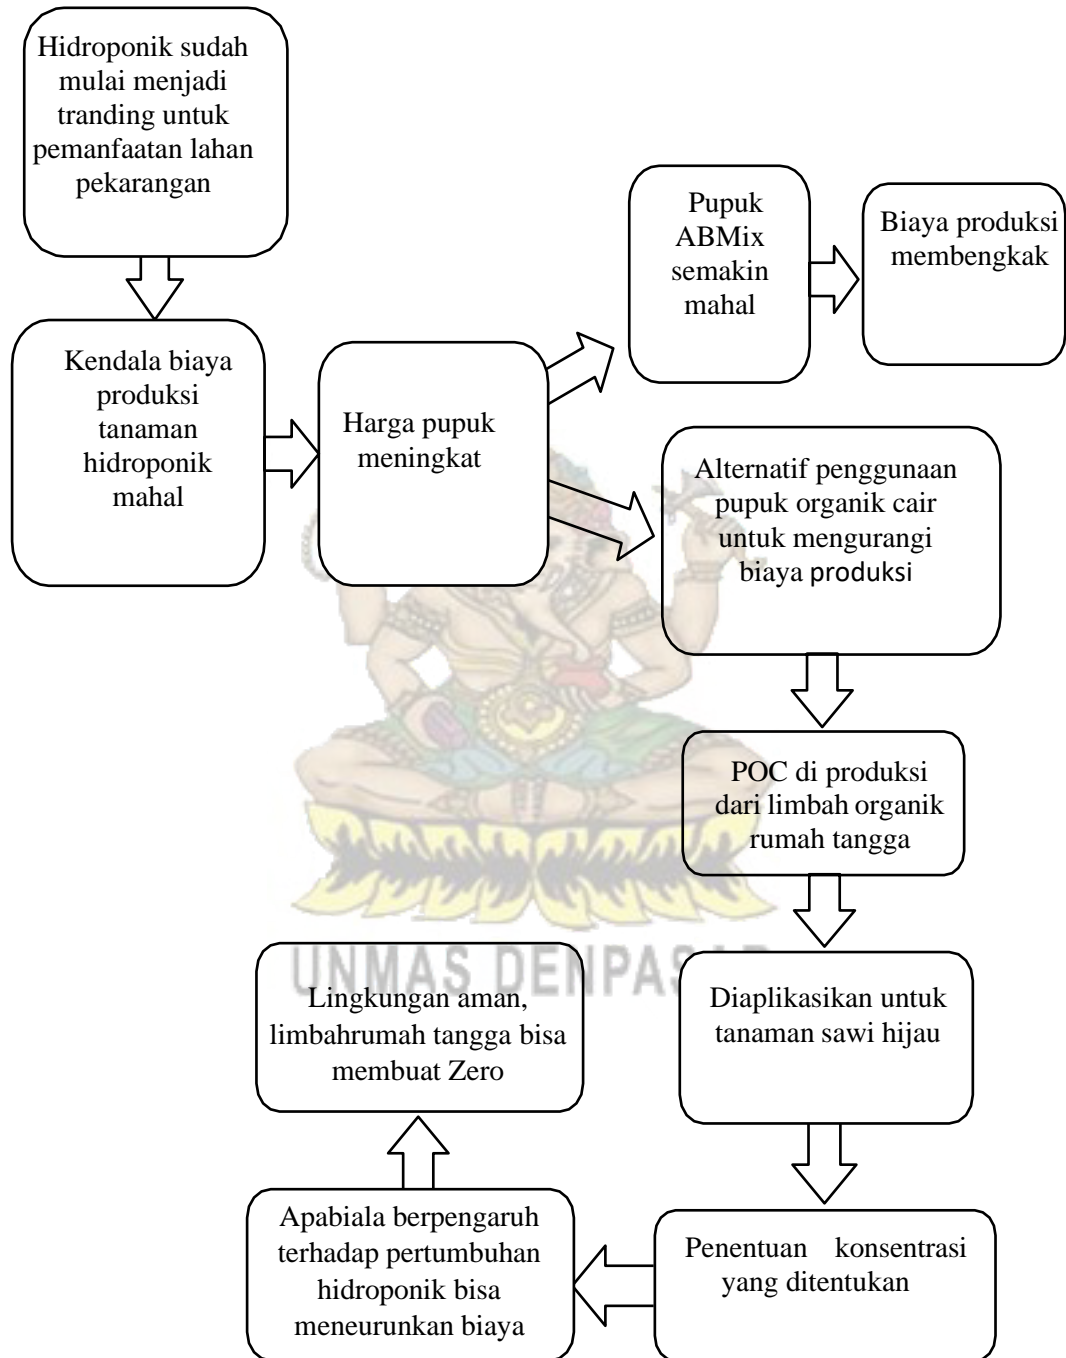 Hidroponik sudah
mulai menjadi
tranding untuk
pemanfaatan lahan
pekarangan
Kendala biaya
produksi
tanaman
hidroponik
mahal
Harga pupuk
meningkat
Pupuk
ABMix
semakin
mahal
Biaya produksi
membengkak
Alternatif penggunaan
pupuk organik cair
untuk mengurangi
biaya produksi
POC di produksi
dari limbah organik
rumah tangga
Diaplikasikan untuk
tanaman sawi hijau
Penentuan konsentrasi
yang ditentukan
Apabiala berpengaruh
terhadap pertumbuhan
hidroponik bisa
meneurunkan biaya
Lingkungan aman,
limbahrumah tangga bisa
membuat Zero
UNMAS DENPASAR